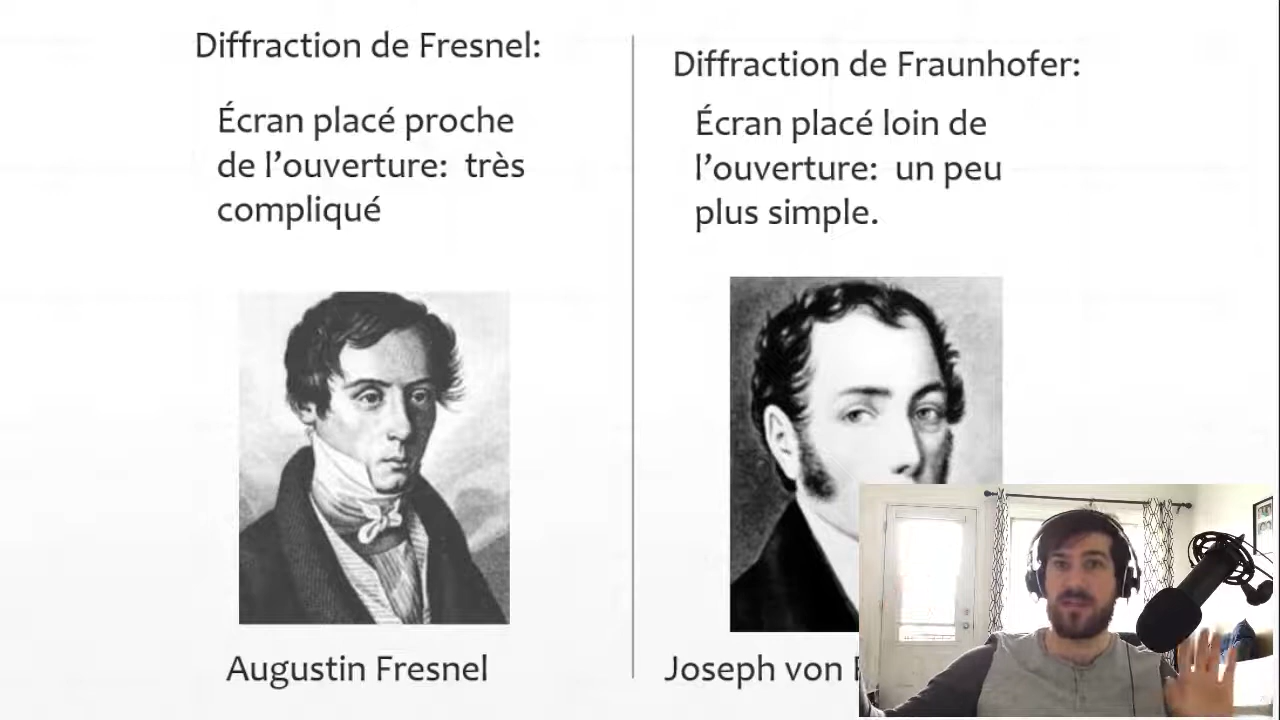 Diffraction de Fresnel:
Écran placé proche
de l’ouverture: très
compliqué
Augustin Fresnel
Diffraction de Fraunhofer:
Écran placé loin de
l’ouverture: un peu
plus simple.
Joseph von